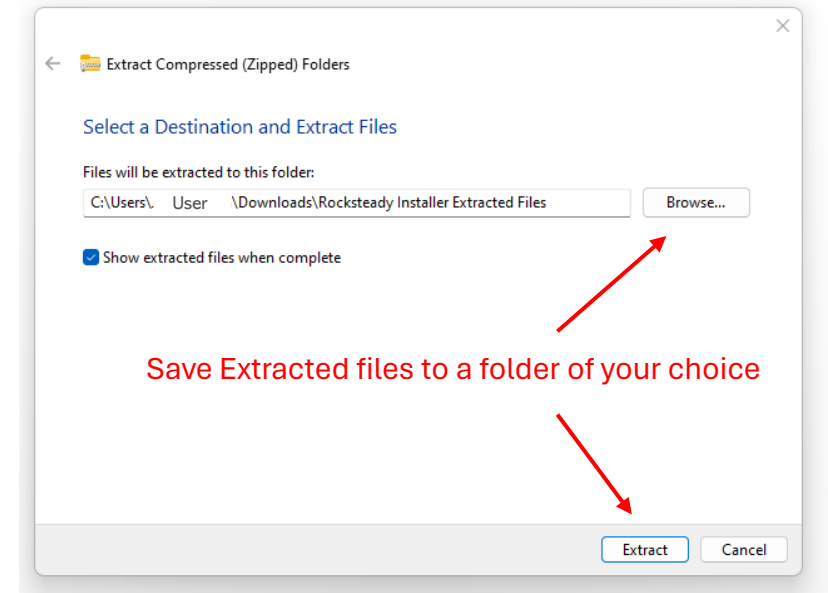 Extract Compressed (Zipped) Folders
Select a Destination and Extract Files
Files will be extracted to this folder:
C:\Users\. User \Downloads\Rocksteady Installer Extracted Files
Browse...
Show extracted files when complete
Save Extracted files to a folder of your choice
Extract
Cancel